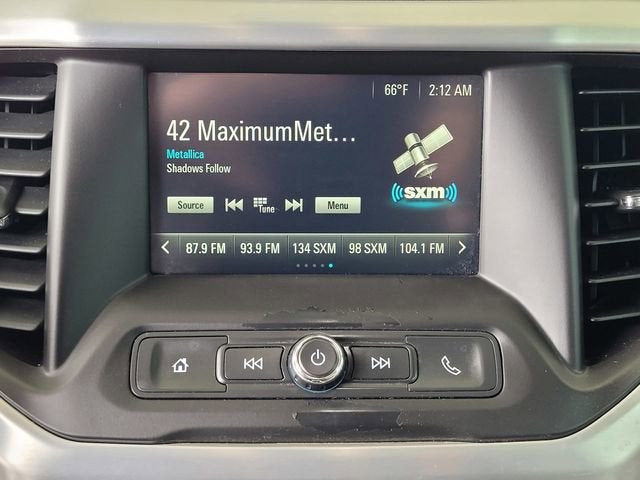 66°F 2:12 AM
42 MaximumMet...
Metallica
Shadows Follow
sxm
Source Tune Menu
87.9 FM 93.9 FM 134 SXM 98 SXM 104.1 FM